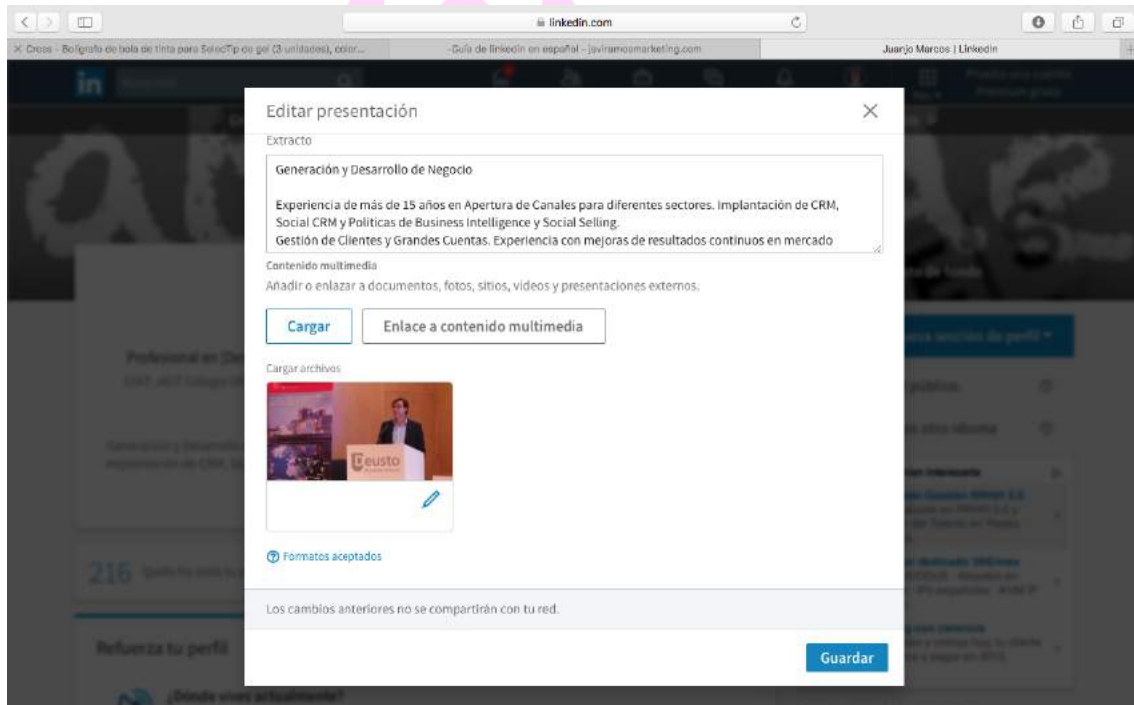 linkedin.com
Cross - Bolígrafo de bola de tinta para SelecTip de gel (3 unidades), color...
-Guía de linkedin en español - javiramosmarketing.com
Juanjo Marcos | LinkedIn
in
Editar presentación
Extracto
Generación y Desarrollo de Negocio
Experiencia de más de 15 años en Apertura de Canales para diferentes sectores. Implantación de CRM,
Social CRM y Politicas de Business Intelligence y Social Selling.
Gestión de Clientes y Grandes Cuentas. Experiencia con mejoras de resultados continuos en mercado
Contenido multimedia
Añadir o enlazar a documentos, fotos, sitios, vídeos y presentaciones externos.
Cargar
Enlace a contenido multimedia
Cargar archivos
Deusto
Formatos aceptados
Los cambios anteriores no se compartirán con tu red.
Guardar
216
Refuerza tu perfil
¿Dónde vives actualmente?